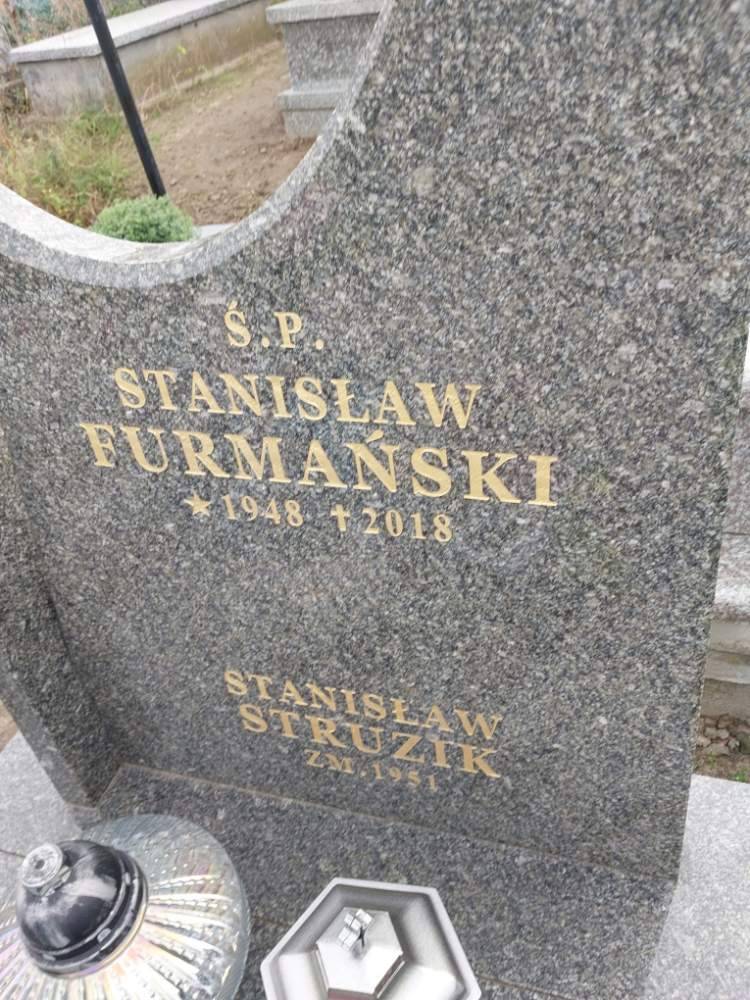 Ś.P.
STANISŁAW
FURMAŃSKI
★1948 ✝2018
STANISŁAW
STRUZIK
ZM.1951